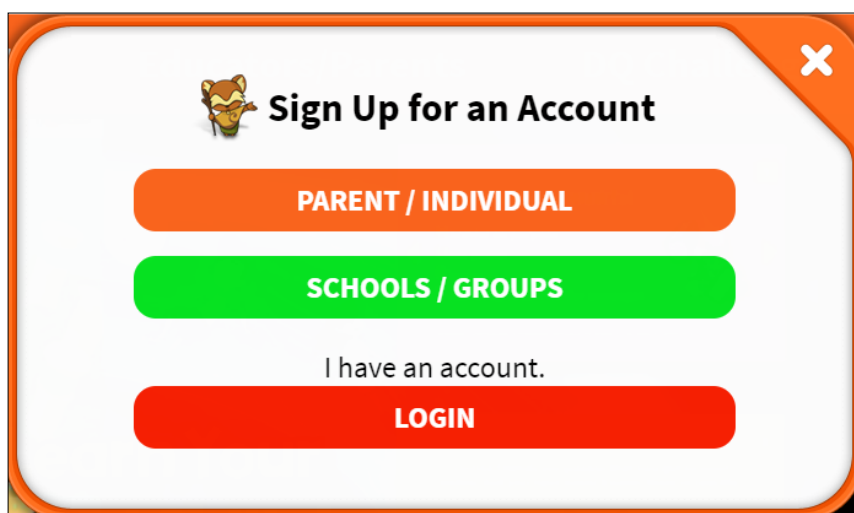 Sign Up for an Account
PARENT / INDIVIDUAL
SCHOOLS / GROUPS
I have an account.
LOGIN